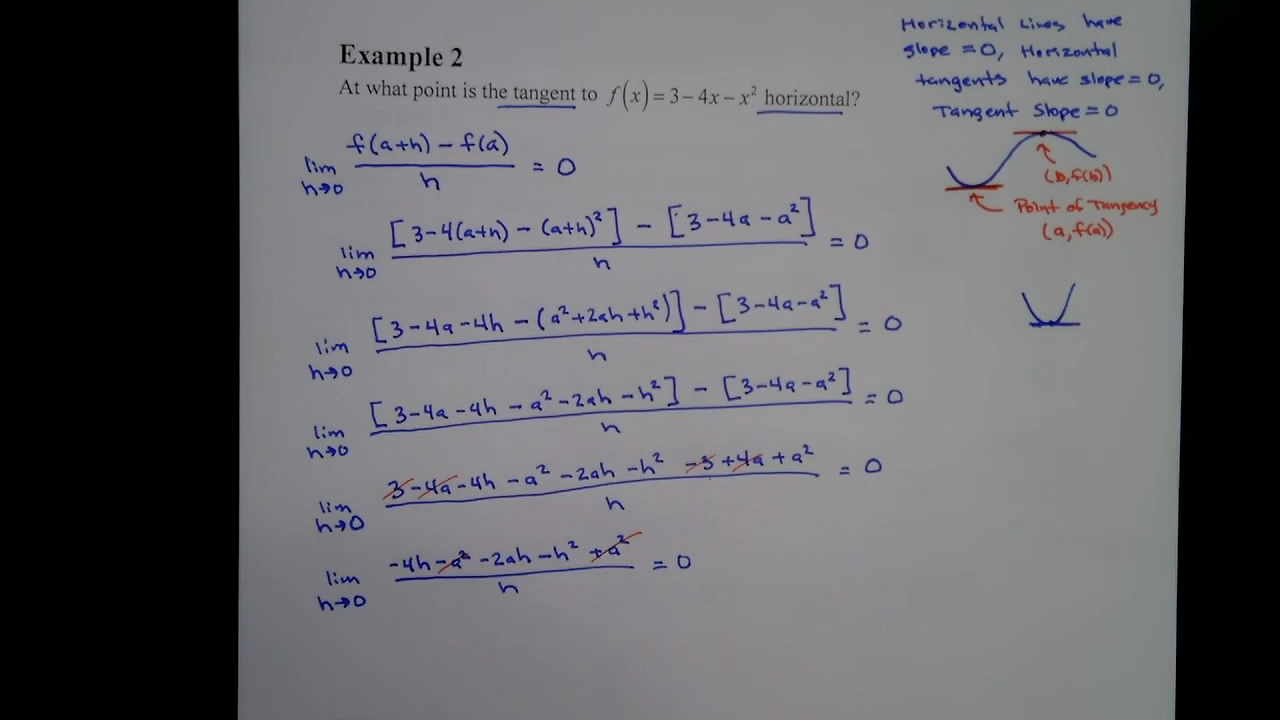 Example 2
At what point is the tangent to f(x) = 3 − 4x − x² horizontal?
Horizontal Lines have
slope = 0, Horizontal
tangents have slope = 0,
Tangent Slope = 0
(b, f(b))
Point of Tangency
(a, f(a))
lim h→0 f(a+h) − f(a) / h = 0
lim h→0 [3−4(a+h) − (a+h)²] − [3−4a−a²] / h = 0
lim h→0 [3−4a−4h − (a²+2ah+h²)] − [3−4a−a²] / h = 0
lim h→0 [3−4a−4h−a²−2ah−h²] − [3−4a−a²] / h = 0
lim h→0 3−4a−4h−a²−2ah−h² −3+4a+a² / h = 0
lim h→0 −4h−a²−2ah−h²+a² / h = 0